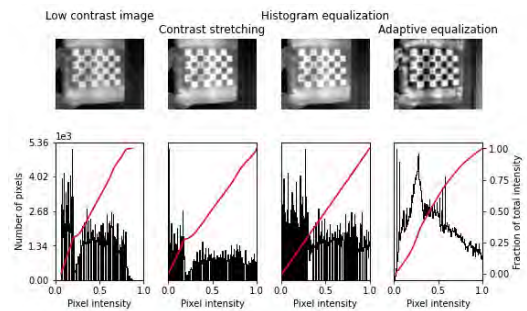 Low contrast image
Histogram equalization
Contrast stretching
Adaptive equalization
5.36
1e3
4.02
2.68
1.34
0.00
Number of pixels
0.0
0.5
1.0
0.0
0.5
1.0
0.0
0.5
1.0
0.0
0.5
1.0
1.00
0.75
0.50
0.25
0.00
Fraction of total intensity
Pixel intensity
Pixel intensity
Pixel intensity
Pixel intensity